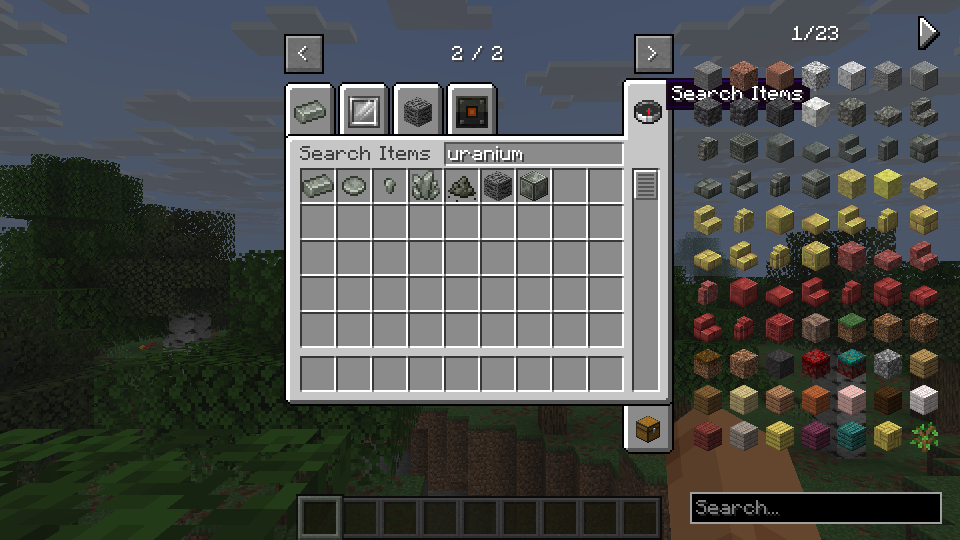 1/23
< 2 / 2 >
Search Items
Search Items uranium
Search...